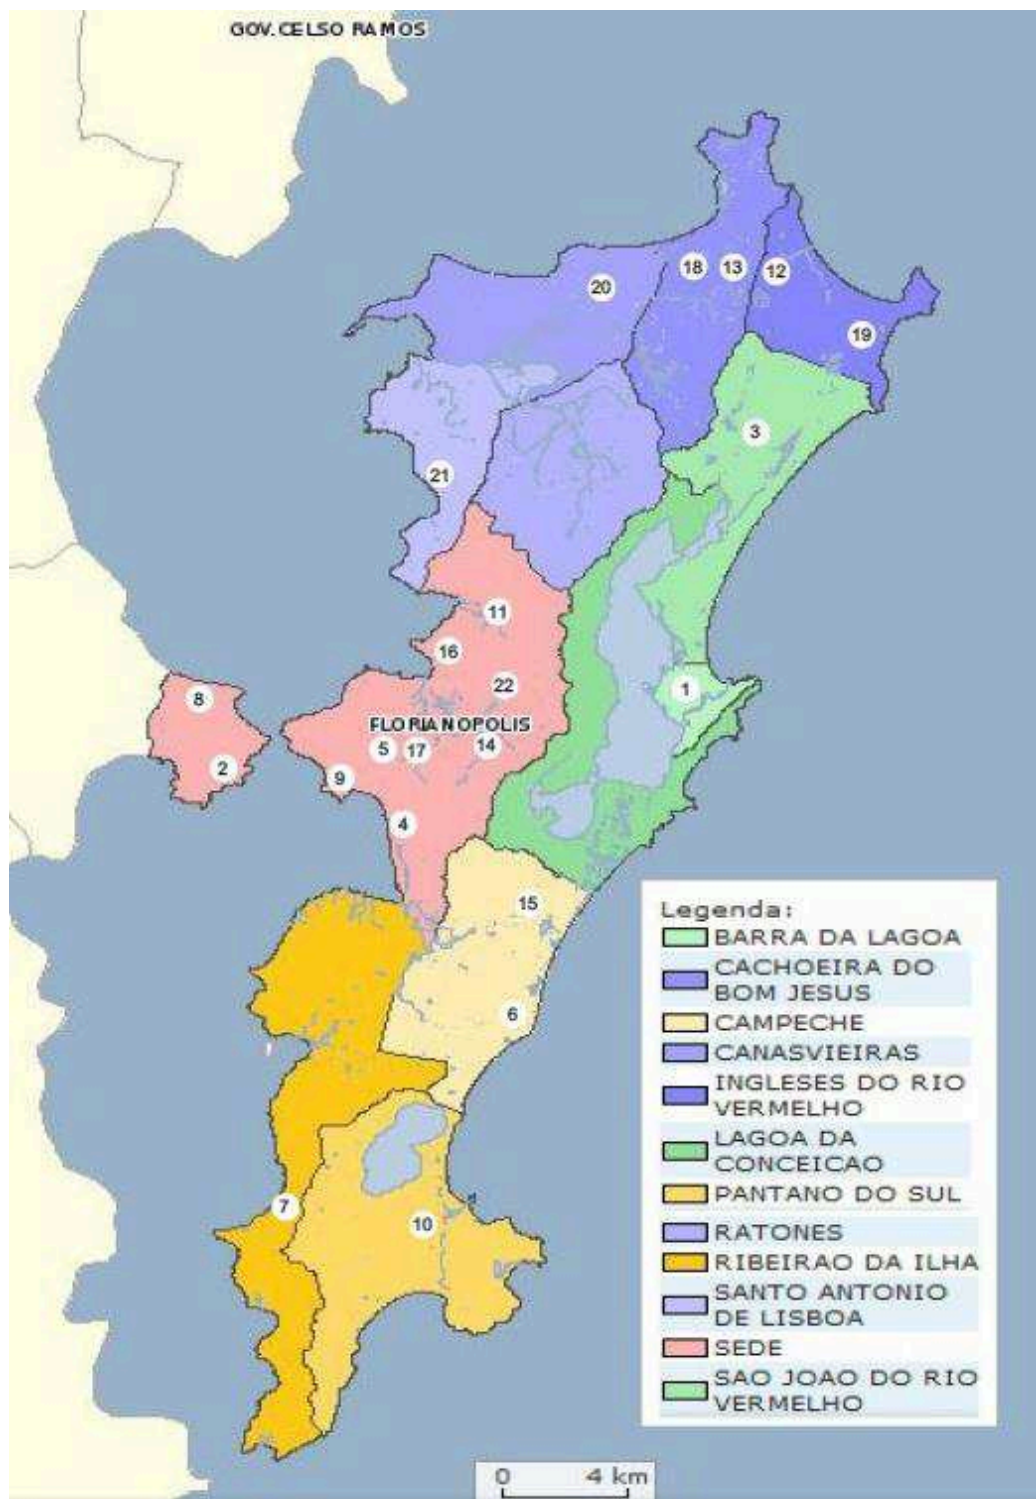 GOV.CELSO RAMOS
20
18
13
12
19
3
21
11
16
1
22
8
FLORIANOPOLIS
5
17
14
2
9
4
15
6
7
10
Legenda:
BARRA DA LAGOA
CACHOEIRA DO
BOM JESUS
CAMPECHE
CANASVIEIRAS
INGLESES DO RIO
VERMELHO
LAGOA DA
CONCEICAO
PANTANO DO SUL
RATONES
RIBEIRAO DA ILHA
SANTO ANTONIO
DE LISBOA
SEDE
SAO JOAO DO RIO
VERMELHO
0 4 km